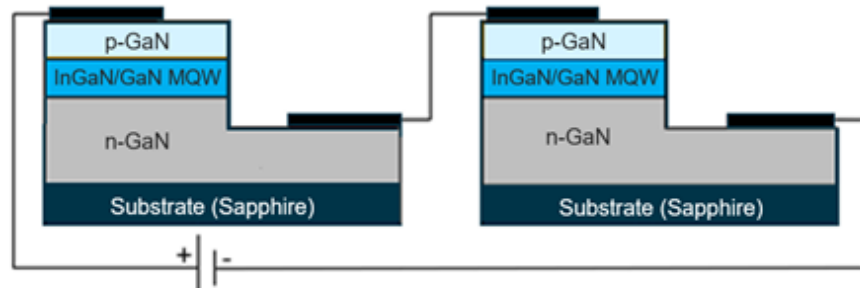 p-GaN
InGaN/GaN MQW
n-GaN
Substrate (Sapphire)
p-GaN
InGaN/GaN MQW
n-GaN
Substrate (Sapphire)
+ -